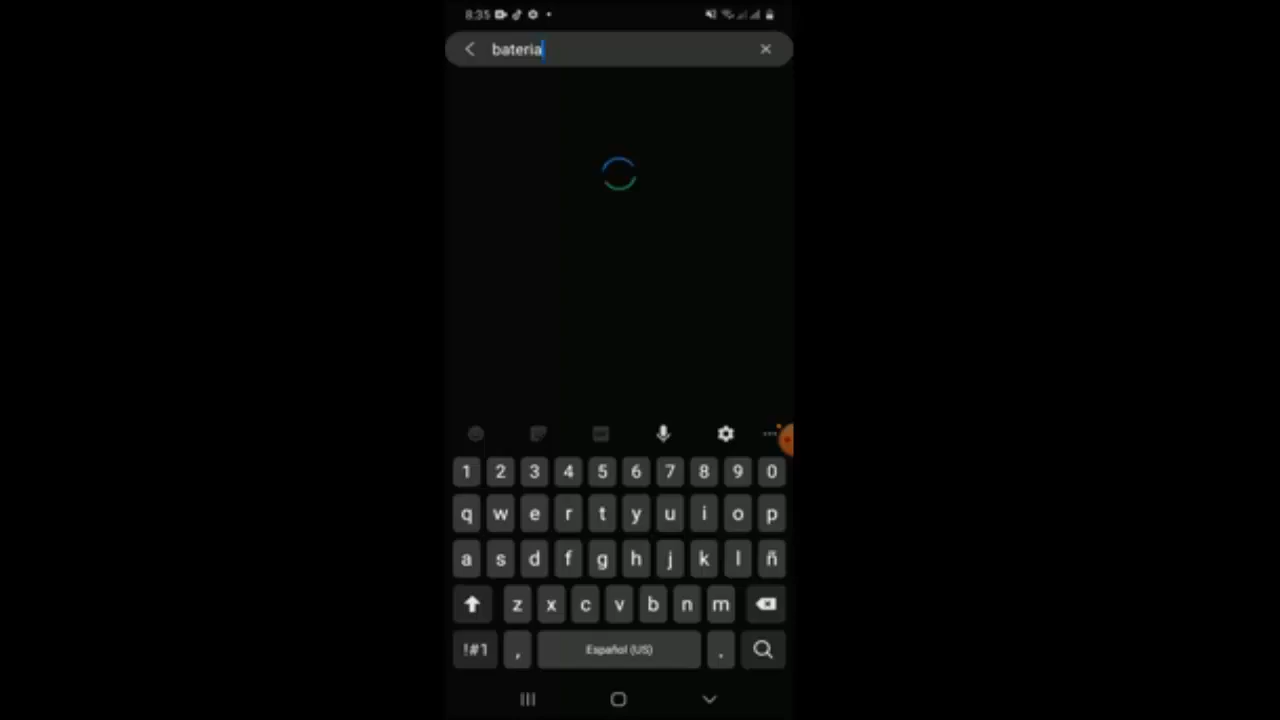 8:35
bateria
1 2 3 4 5 6 7 8 9 0
q w e r t y u i o p
a s d f g h j k l ñ
z x c v b n m
!#1 , Español (US) .